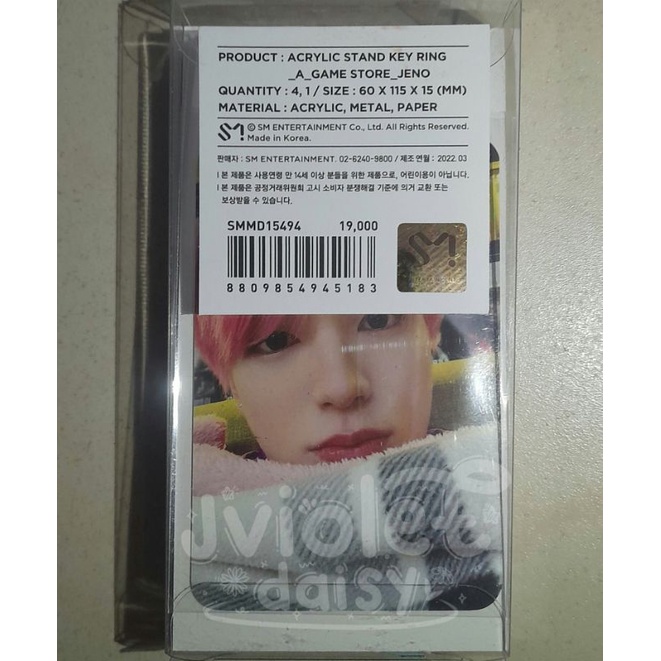 PRODUCT : ACRYLIC STAND KEY RING
_A_GAME STORE_JENO
QUANTITY : 4, 1 / SIZE : 60 X 115 X 15 (MM)
MATERIAL : ACRYLIC, METAL, PAPER
SM! © SM ENTERTAINMENT Co., Ltd. All Rights Reserved.
Made in Korea.
판매자 : SM ENTERTAINMENT. 02-6240-9800 / 제조연월 : 2022. 03
l 본 제품은 사용연령 만 14세 이상 분들을 위한 제품으로, 어린이용이 아닙니다.
l 본 제품은 공정거래위원회 고시 소비자 분쟁해결 기준에 의거 교환 또는
보상받을 수 있습니다.
SMMD15494 19,000
8809854945183
SM!
Jviolet
daisy